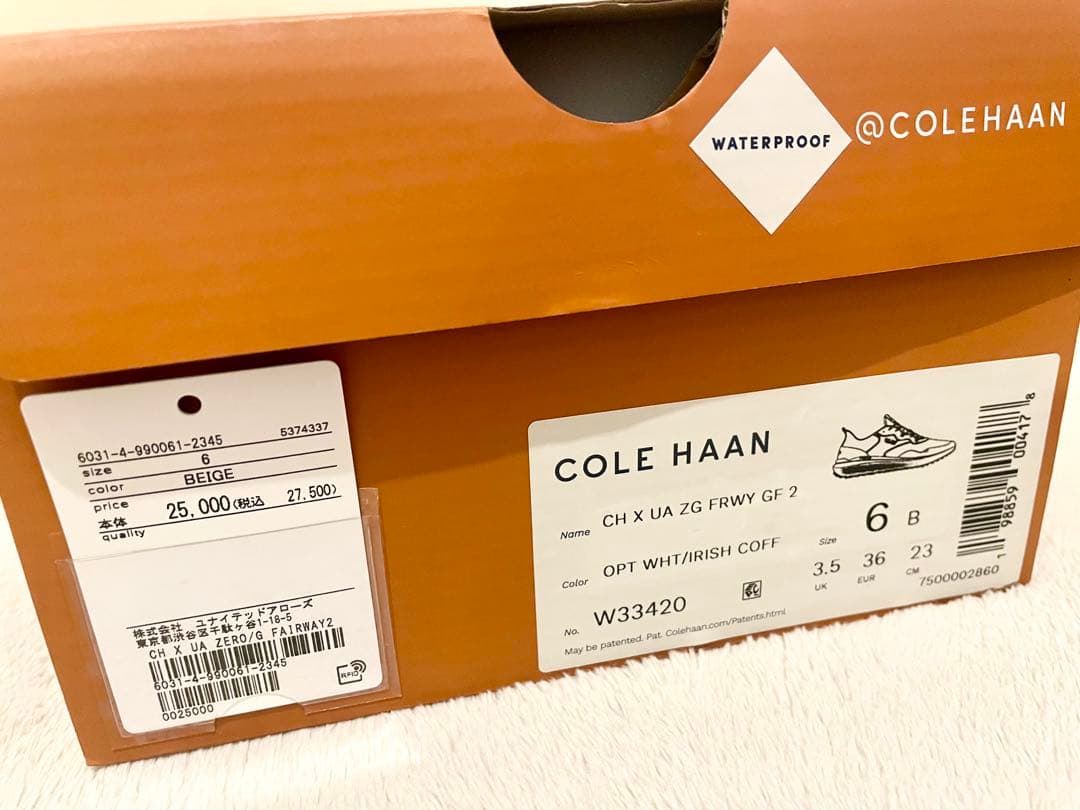 WATERPROOF
@COLEHAAN
6031-4-990061-2345
5374337
size 6
color BEIGE
price
本体 25,000(税込 27,500)
quality
株式会社 ユナイテッドアローズ
東京都渋谷区千駄ヶ谷1-18-5
CH X UA ZERO/G FAIRWAY2
6031-4-990061-2345
0025000
RFID
COLE HAAN
Name CH X UA ZG FRWY GF 2
Color OPT WHT/IRISH COFF
No. W33420
May be patented. Pat. ColeHaan.com/Patents.html
Size 6 B
3.5 UK
36 EUR
23 CM
7500002860
1 98859 00417 8